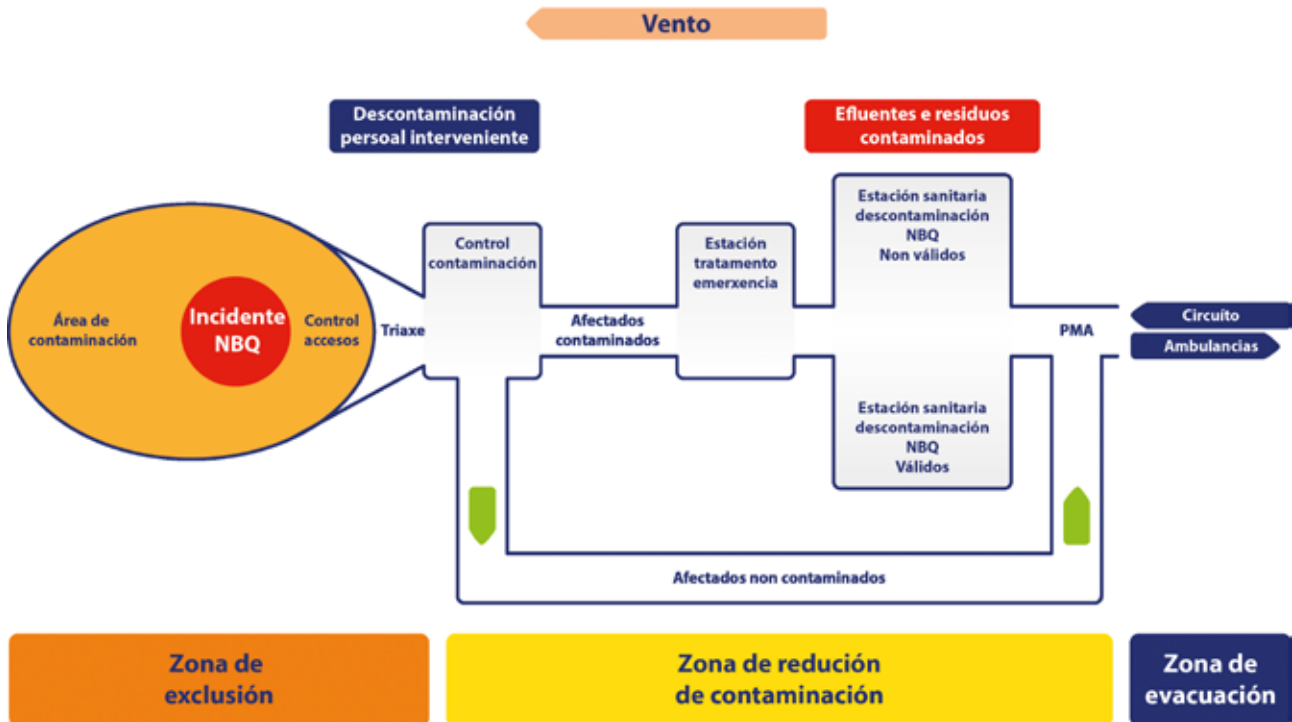 Vento
Descontaminación
persoal interveniente
Efluentes e residuos
contaminados
Estación sanitaria
descontaminación
NBQ
Non válidos
Control
contaminación
Estación
tratamento
emerxencia
Área de
contaminación
Incidente
NBQ
Control
accesos
Triaxe
Afectados
contaminados
PMA
Circuíto
Ambulancias
Estación sanitaria
descontaminación
NBQ
Válidos
Afectados non contaminados
Zona de
exclusión
Zona de redución
de contaminación
Zona de
evacuación